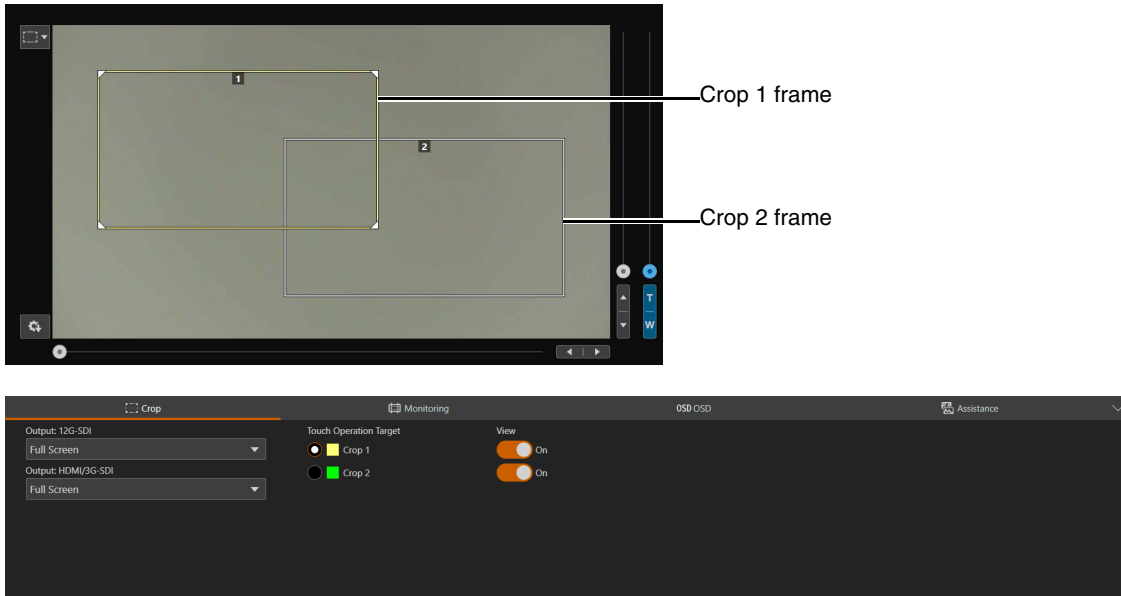 1
Crop 1 frame
2
Crop 2 frame
T
W
Crop
Monitoring
OSD OSD
Assistance
Output: 12G-SDI
Touch Operation Target
View
Full Screen
Crop 1
On
Output: HDMI/3G-SDI
Crop 2
On
Full Screen